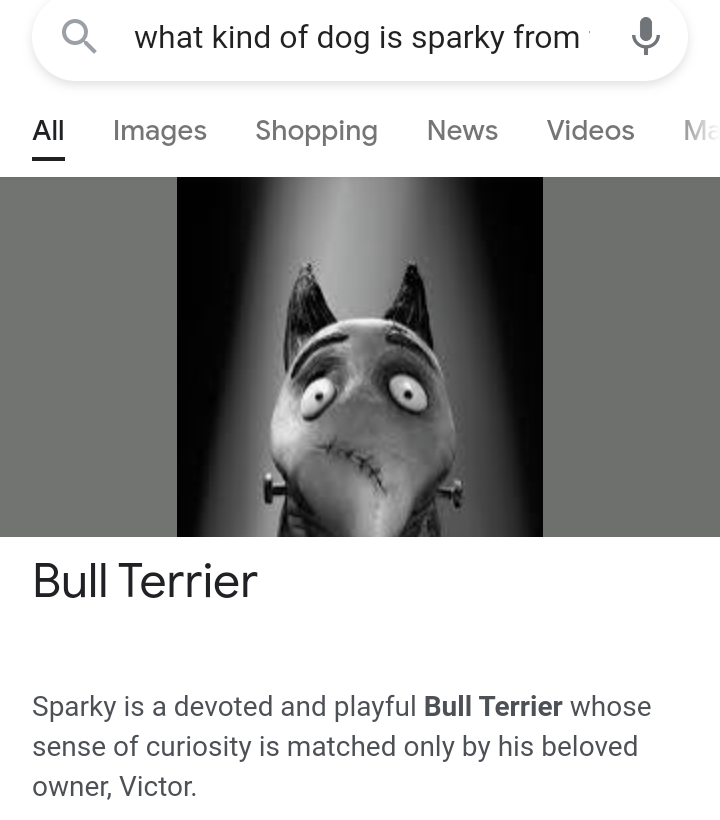 what kind of dog is sparky from
All Images Shopping News Videos Ma
Bull Terrier
Sparky is a devoted and playful Bull Terrier whose
sense of curiosity is matched only by his beloved
owner, Victor.